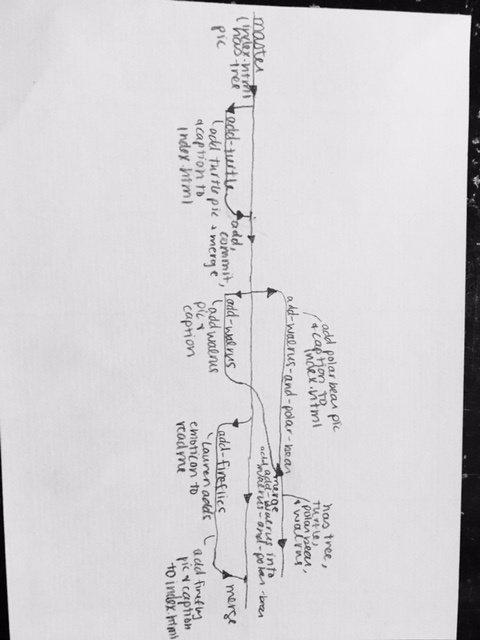 master
(index.html
has tree
pic
add-turtle
(add turtle pic +
a caption to
index.html
add,
commit,
merge
add polar bear pic
& caption to
index.html
add-walrus-and-polar-bear
add-walrus
(add walrus
pic &
caption
has tree,
turtle,
polar bear,
& walrus
merge
add-walrus into
add-walrus-and-polar-bear
add-fireflies
Lauren adds
emoticon to
readme
add firefly
pic & caption
to index.html
merge